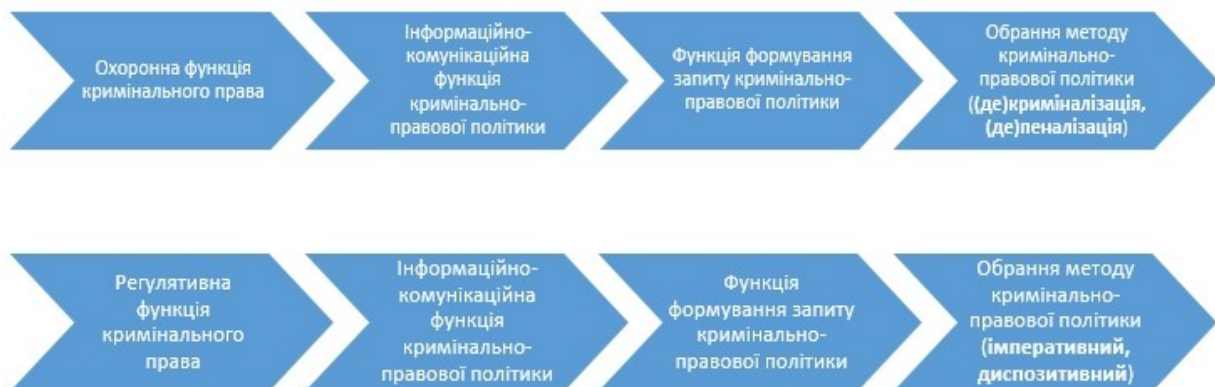 Охоронна функція
кримінального права
Інформаційно-
комунікаційна
функція
кримінально-
правової політики
Функція формування
запиту кримінально-
правової політики
Обрання методу
кримінально-
правової політики
((де)криміналізація,
(де)пеналізація)
Регулятивна
функція
кримінального
права
Інформаційно-
комунікаційна
функція
кримінально-
правової політики
Функція
формування запиту
кримінально-
правової політики
Обрання методу
кримінально-
правової політики
(імперативний,
диспозитивний)